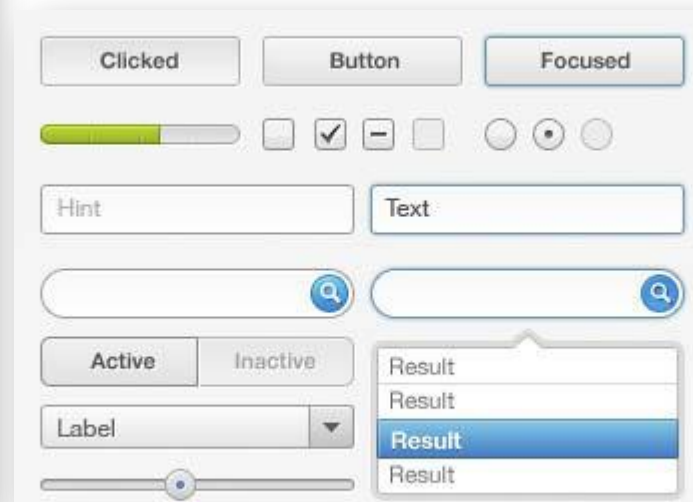 Clicked
Button
Focused
Hint
Text
Active
Inactive
Result
Result
Label
Result
Result